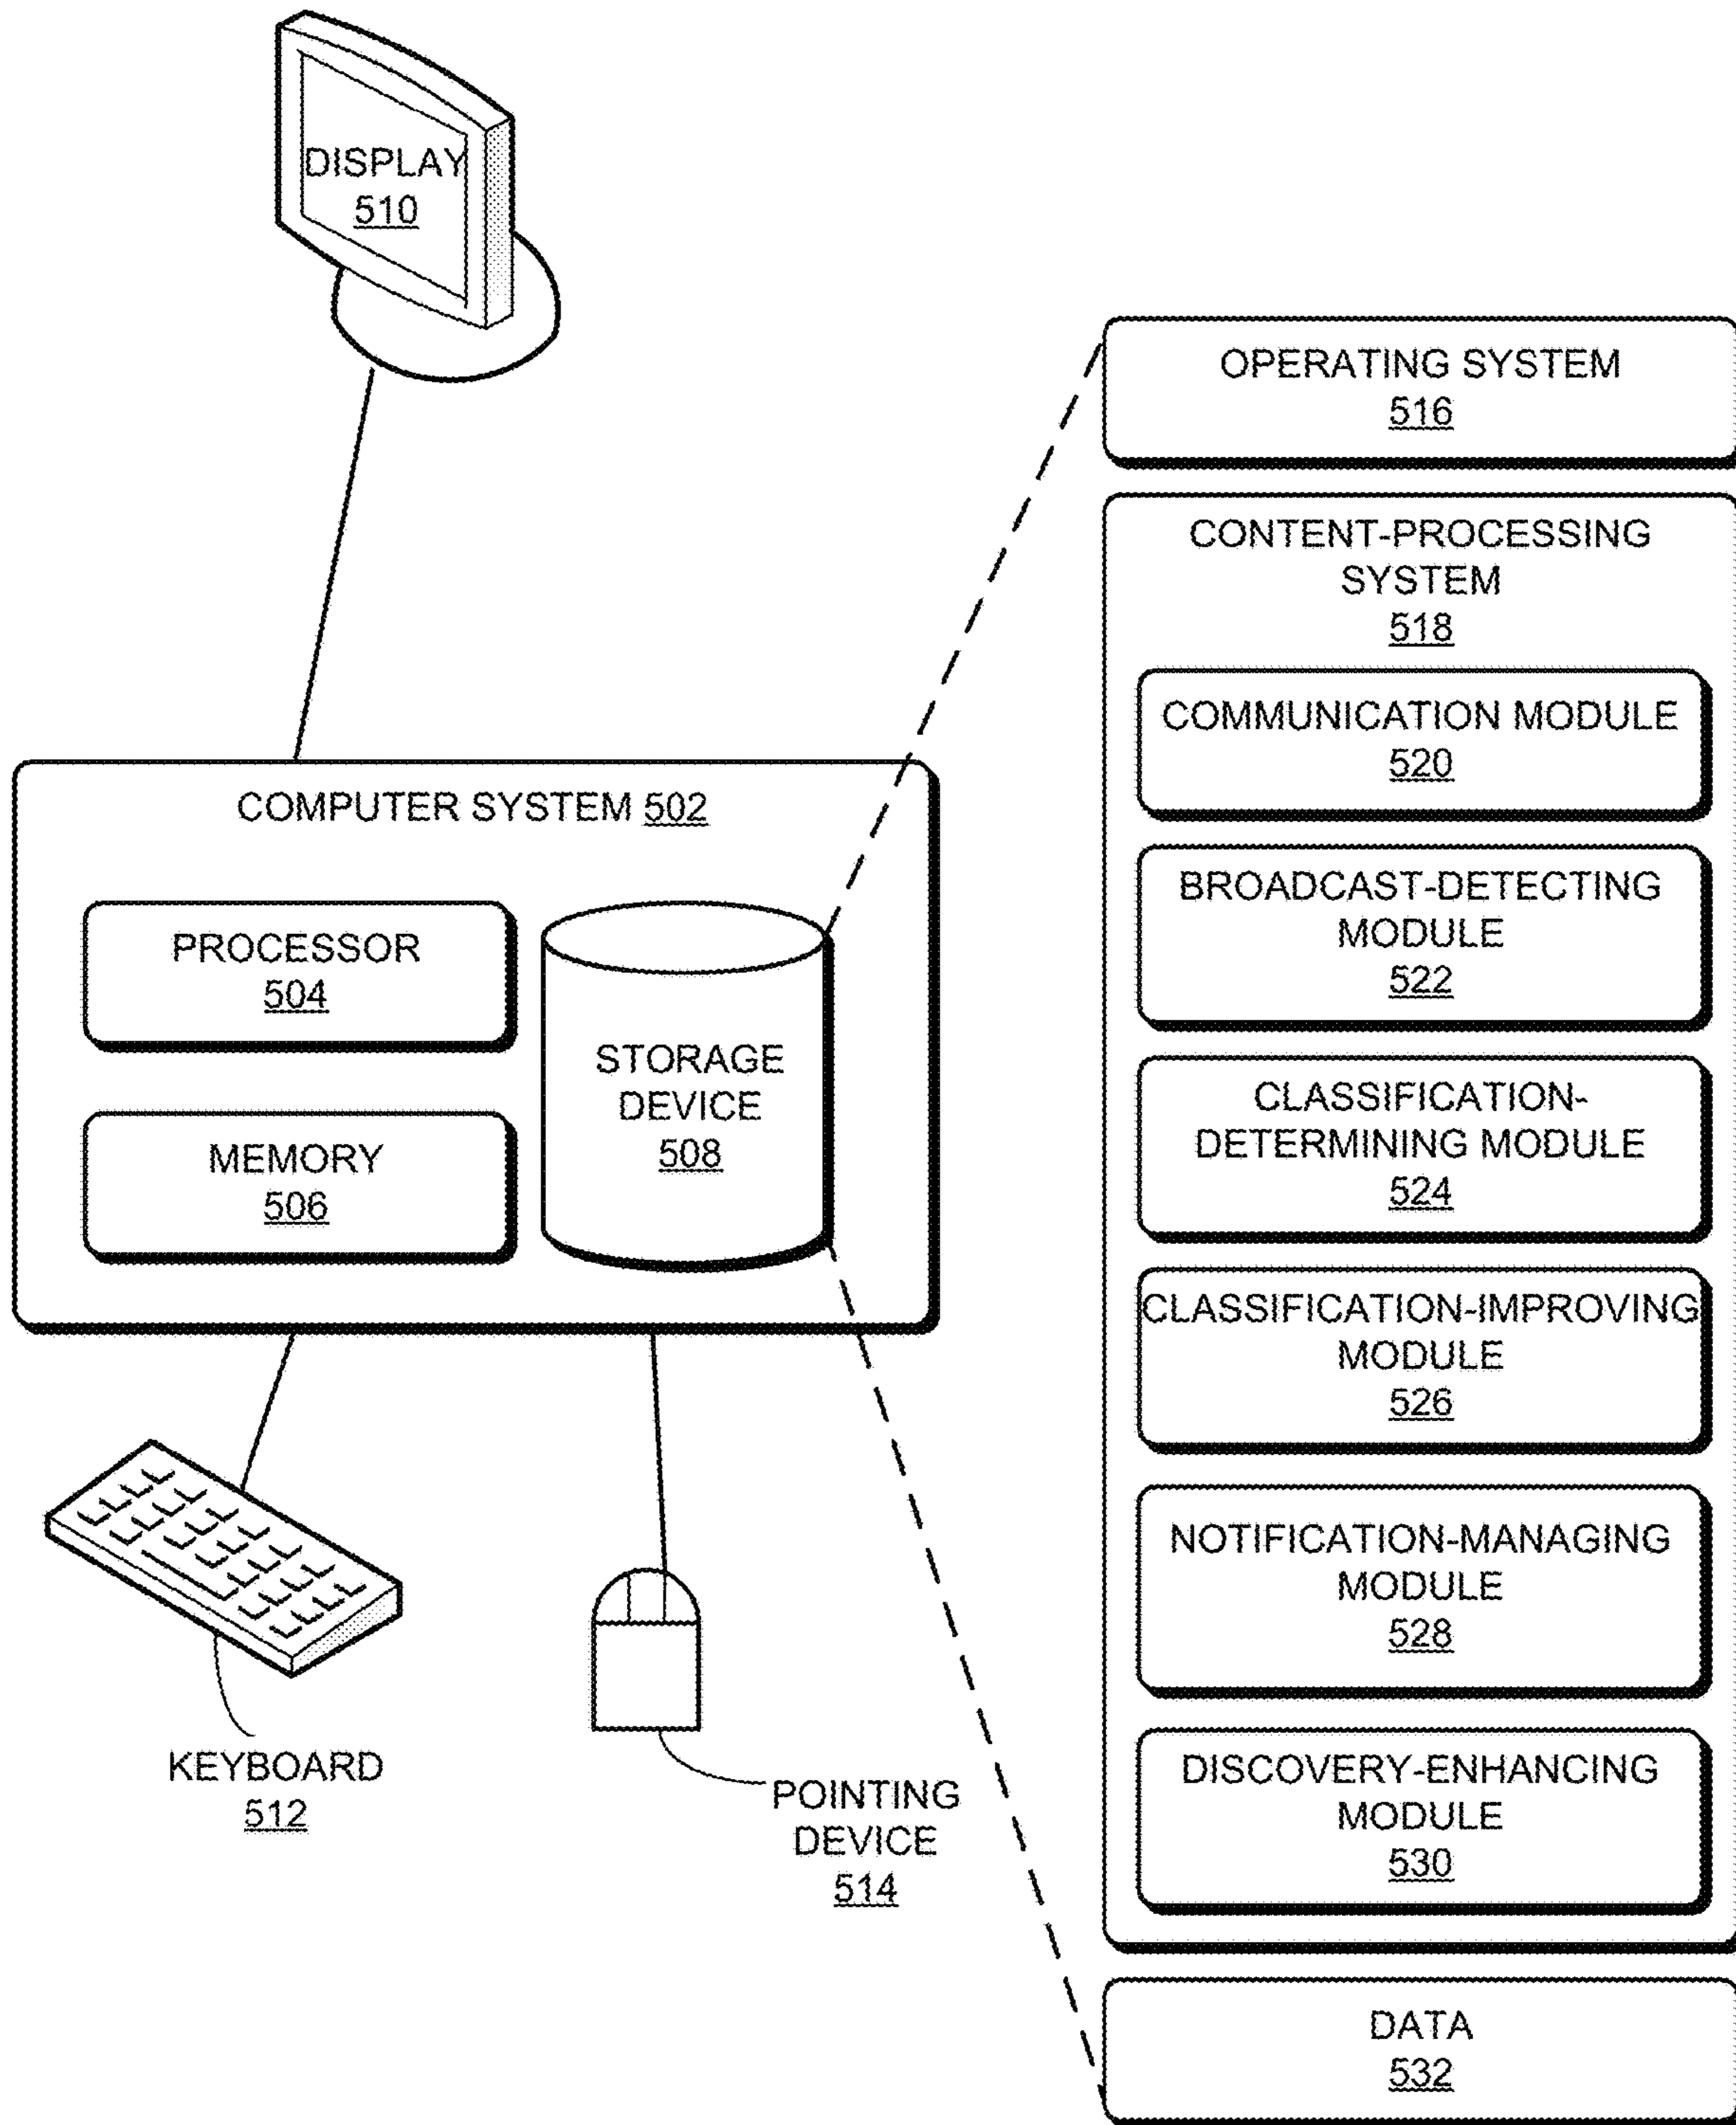 DISPLAY
510
COMPUTER SYSTEM 502
PROCESSOR
504
MEMORY
506
STORAGE
DEVICE
508
KEYBOARD
512
POINTING
DEVICE
514
OPERATING SYSTEM
516
CONTENT-PROCESSING
SYSTEM
518
COMMUNICATION MODULE
520
BROADCAST-DETECTING
MODULE
522
CLASSIFICATION-
DETERMINING MODULE
524
CLASSIFICATION-IMPROVING
MODULE
526
NOTIFICATION-MANAGING
MODULE
528
DISCOVERY-ENHANCING
MODULE
530
DATA
532